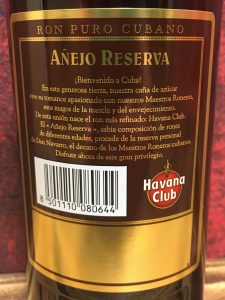 RON PURO CUBANO
AÑEJO RESERVA
¡Bienvenido a Cuba!
En esta generosa tierra, nuestra caña de azúcar
vive su romance apasionado con nuestros Maestros Roneros,
esos magos de la mezcla y del envejecimiento.
De esta unión nace el ron más refinado: Havana Club.
El « Añejo Reserva », sabia composición de rones
de diferentes edades, procede de la reserva personal
de Don Navarro, el decano de los Maestros Roneros cubanos.
Disfrute ahora de este gran privilegio.
8 501110 080644
Havana
Club